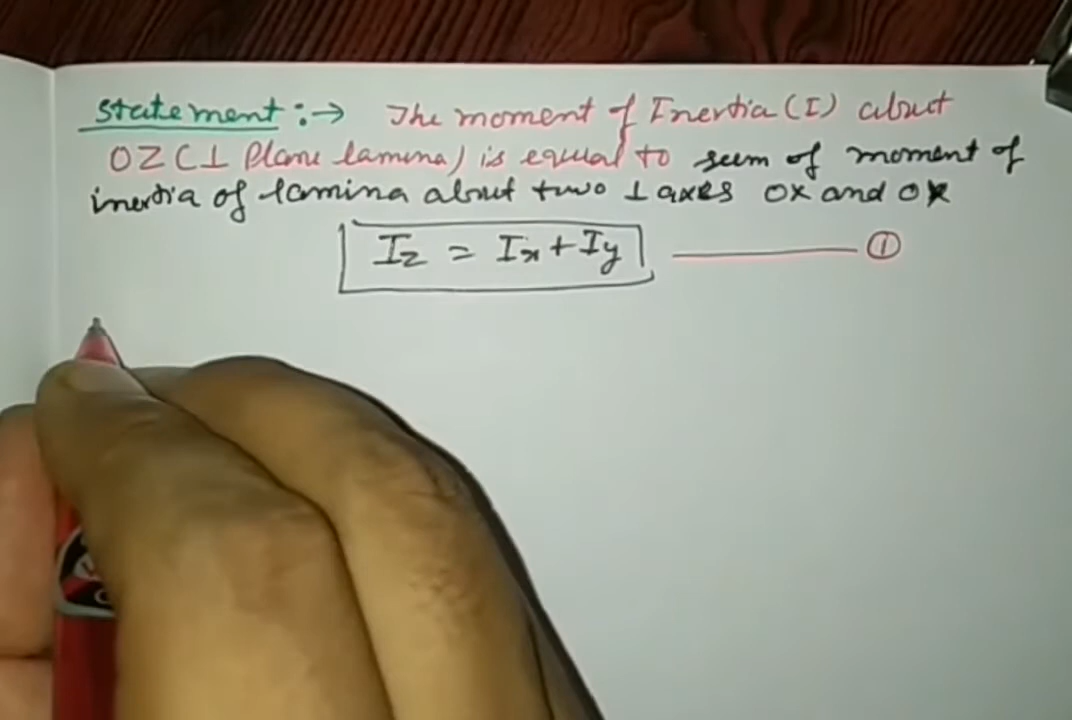 Statement :→ The moment of Inertia (I) about
OZ (⊥ Plane lamina) is equal to sum of moment of
inertia of lamina about two ⊥ axes OX and
Iz = Ix + Iy ——— ①